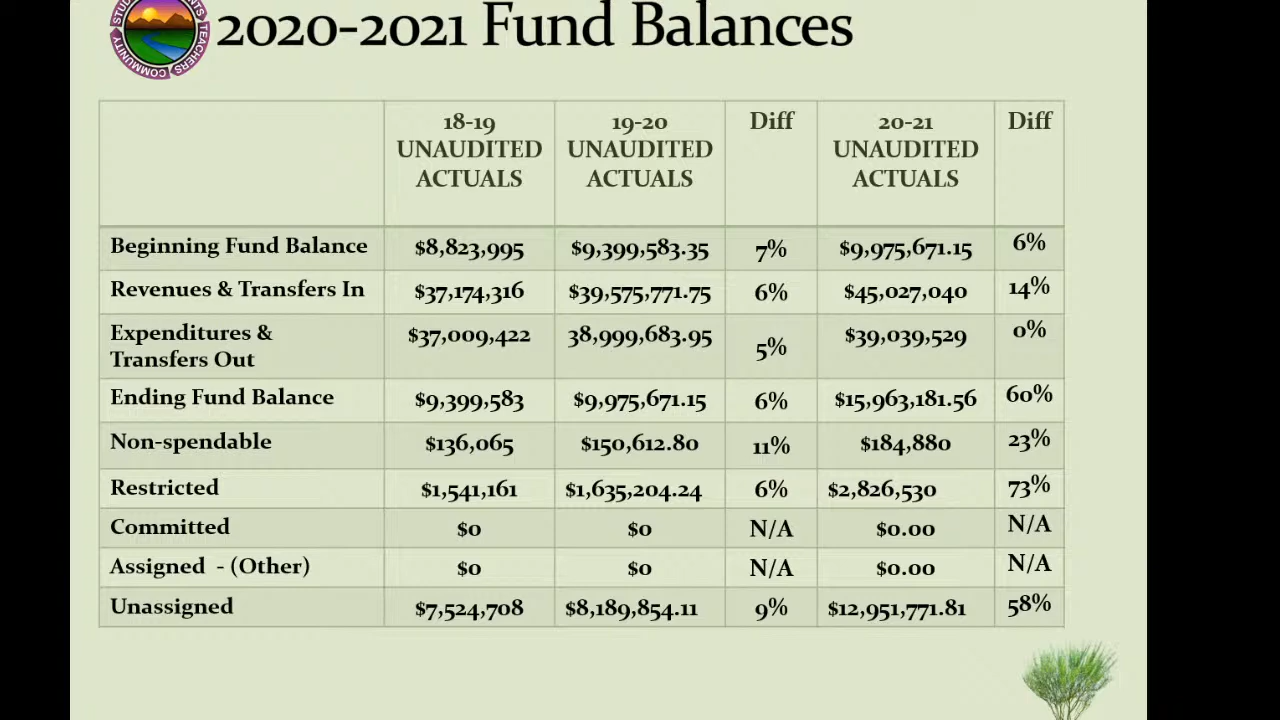 2020-2021 Fund Balances
TEACHERS
COMMUNITY
18-19 UNAUDITED ACTUALS 19-20 UNAUDITED ACTUALS Diff 20-21 UNAUDITED ACTUALS Diff
Beginning Fund Balance $8,823,995 $9,399,583.35 7% $9,975,671.15 6%
Revenues & Transfers In $37,174,316 $39,575,771.75 6% $45,027,040 14%
Expenditures & Transfers Out $37,009,422 38,999,683.95 5% $39,039,529 0%
Ending Fund Balance $9,399,583 $9,975,671.15 6% $15,963,181.56 60%
Non-spendable $136,065 $150,612.80 11% $184,880 23%
Restricted $1,541,161 $1,635,204.24 6% $2,826,530 73%
Committed $0 $0 N/A $0.00 N/A
Assigned - (Other) $0 $0 N/A $0.00 N/A
Unassigned $7,524,708 $8,189,854.11 9% $12,951,771.81 58%